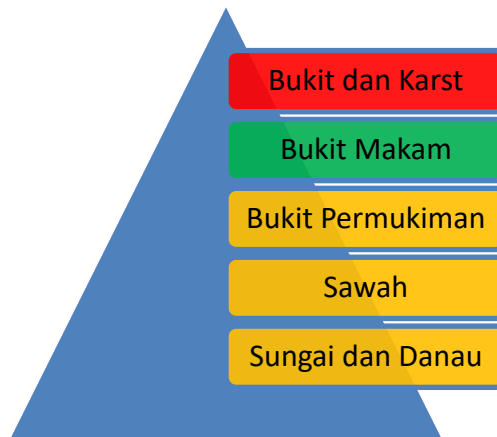 Bukit dan Karst
Bukit Makam
Bukit Permukiman
Sawah
Sungai dan Danau